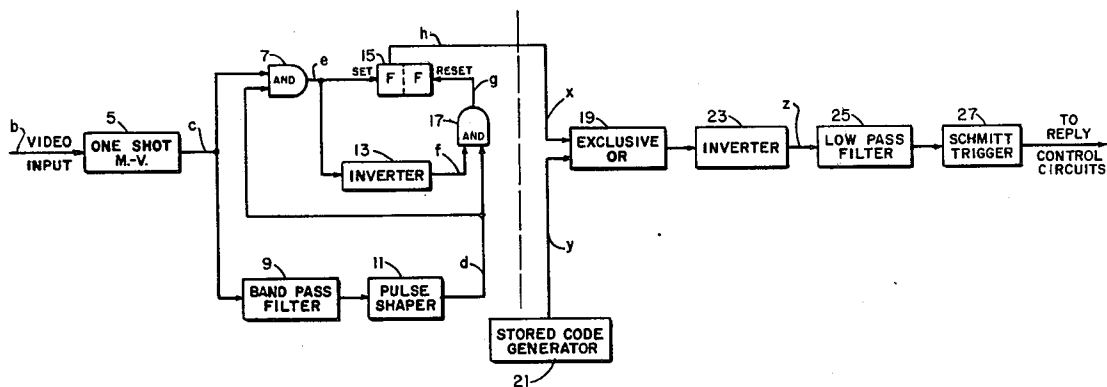 h
7
e
15
AND
SET
F F
RESET
g
17
AND
x
b
VIDEO
INPUT
5
ONE SHOT
M.-V.
c
13
INVERTER
f
19
EXCLUSIVE
OR
23
INVERTER
z
25
LOW PASS
FILTER
27
SCHMITT
TRIGGER
TO
REPLY
CONTROL
CIRCUITS
y
9
BAND PASS
FILTER
11
PULSE
SHAPER
d
STORED CODE
GENERATOR
21